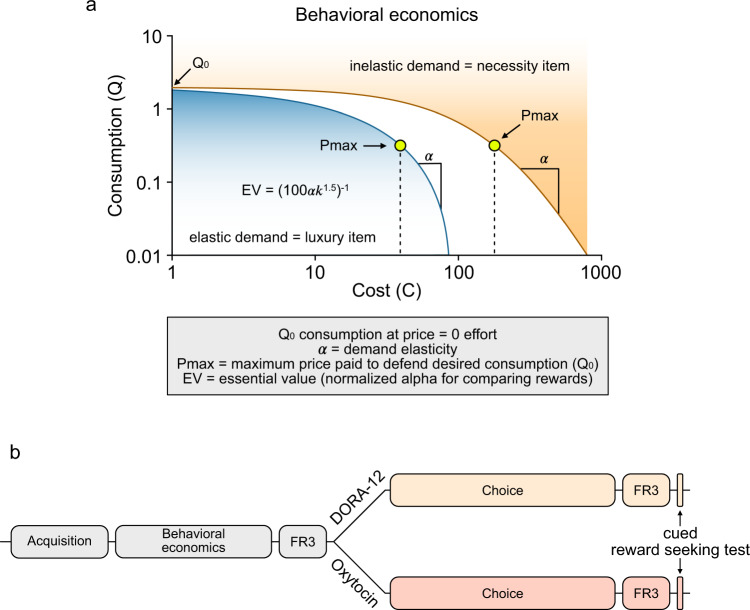 a
Behavioral economics
10
1
0.1
0.01
Consumption (Q)
Q₀
inelastic demand = necessity item
Pmax
Pmax
α
α
EV = (100αk¹·⁵)⁻¹
elastic demand = luxury item
1
10
100
1000
Cost (C)
Q₀ consumption at price = 0 effort
α = demand elasticity
Pmax = maximum price paid to defend desired consumption (Q₀)
EV = essential value (normalized alpha for comparing rewards)
b
Acquisition
Behavioral
economics
FR3
DORA-12
Choice
FR3
cued
reward seeking test
Oxytocin
Choice
FR3